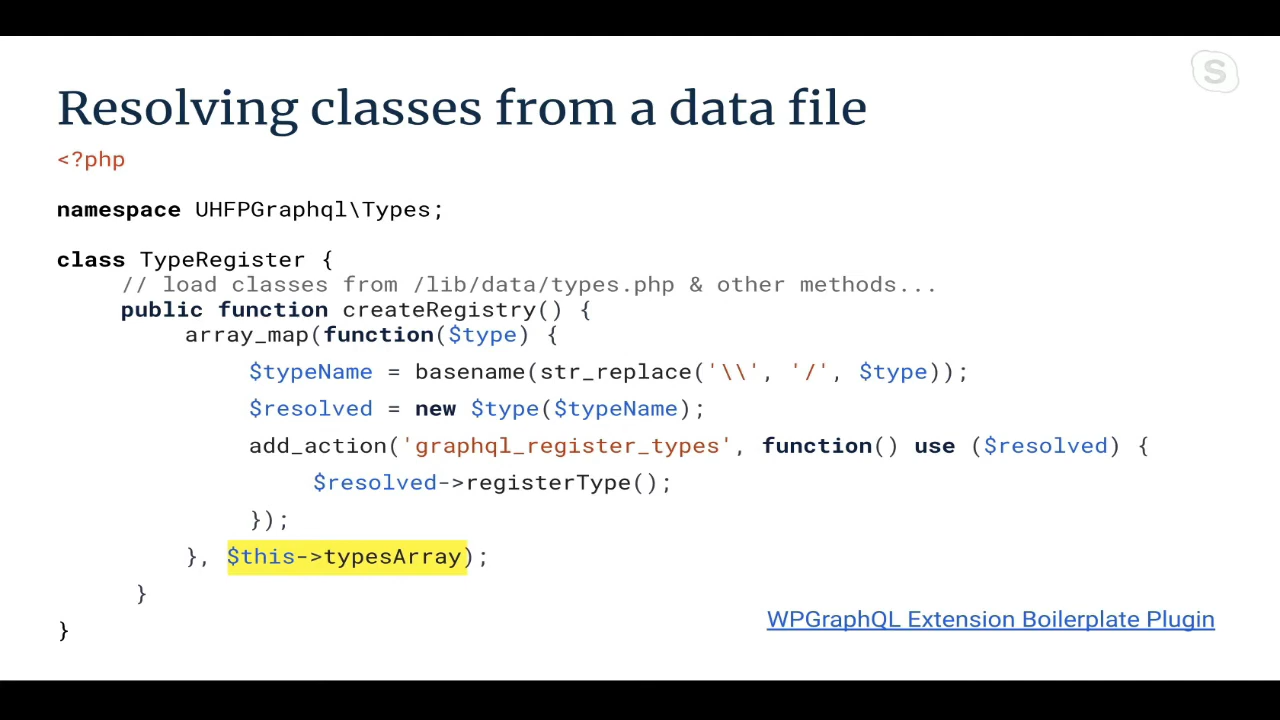 Resolving classes from a data file
<?php
namespace UHFPGraphql\Types;
class TypeRegister {
// load classes from /lib/data/types.php & other methods...
public function createRegistry() {
array_map(function($type) {
$typeName = basename(str_replace('\\', '/', $type));
$resolved = new $type($typeName);
add_action('graphql_register_types', function() use ($resolved) {
$resolved->registerType();
});
}, $this->typesArray);
}
}
WPGraphQL Extension Boilerplate Plugin
S